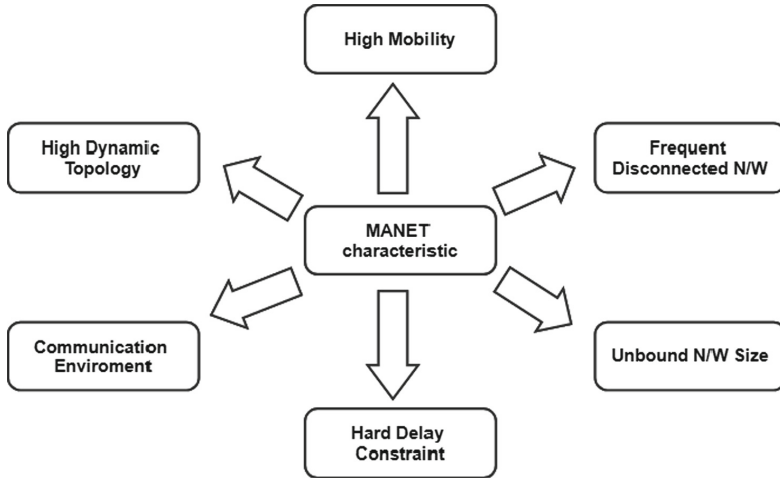 High Mobility
High Dynamic
Topology
Frequent
Disconnected N/W
MANET
characteristic
Communication
Enviroment
Unbound N/W Size
Hard Delay
Constraint